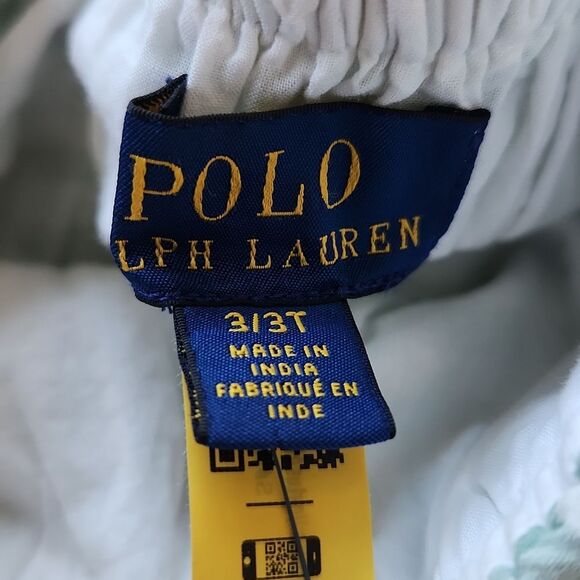 POLO
LPH LAUREN
3/3T
MADE IN
INDIA
FABRIQUÉ EN
INDE